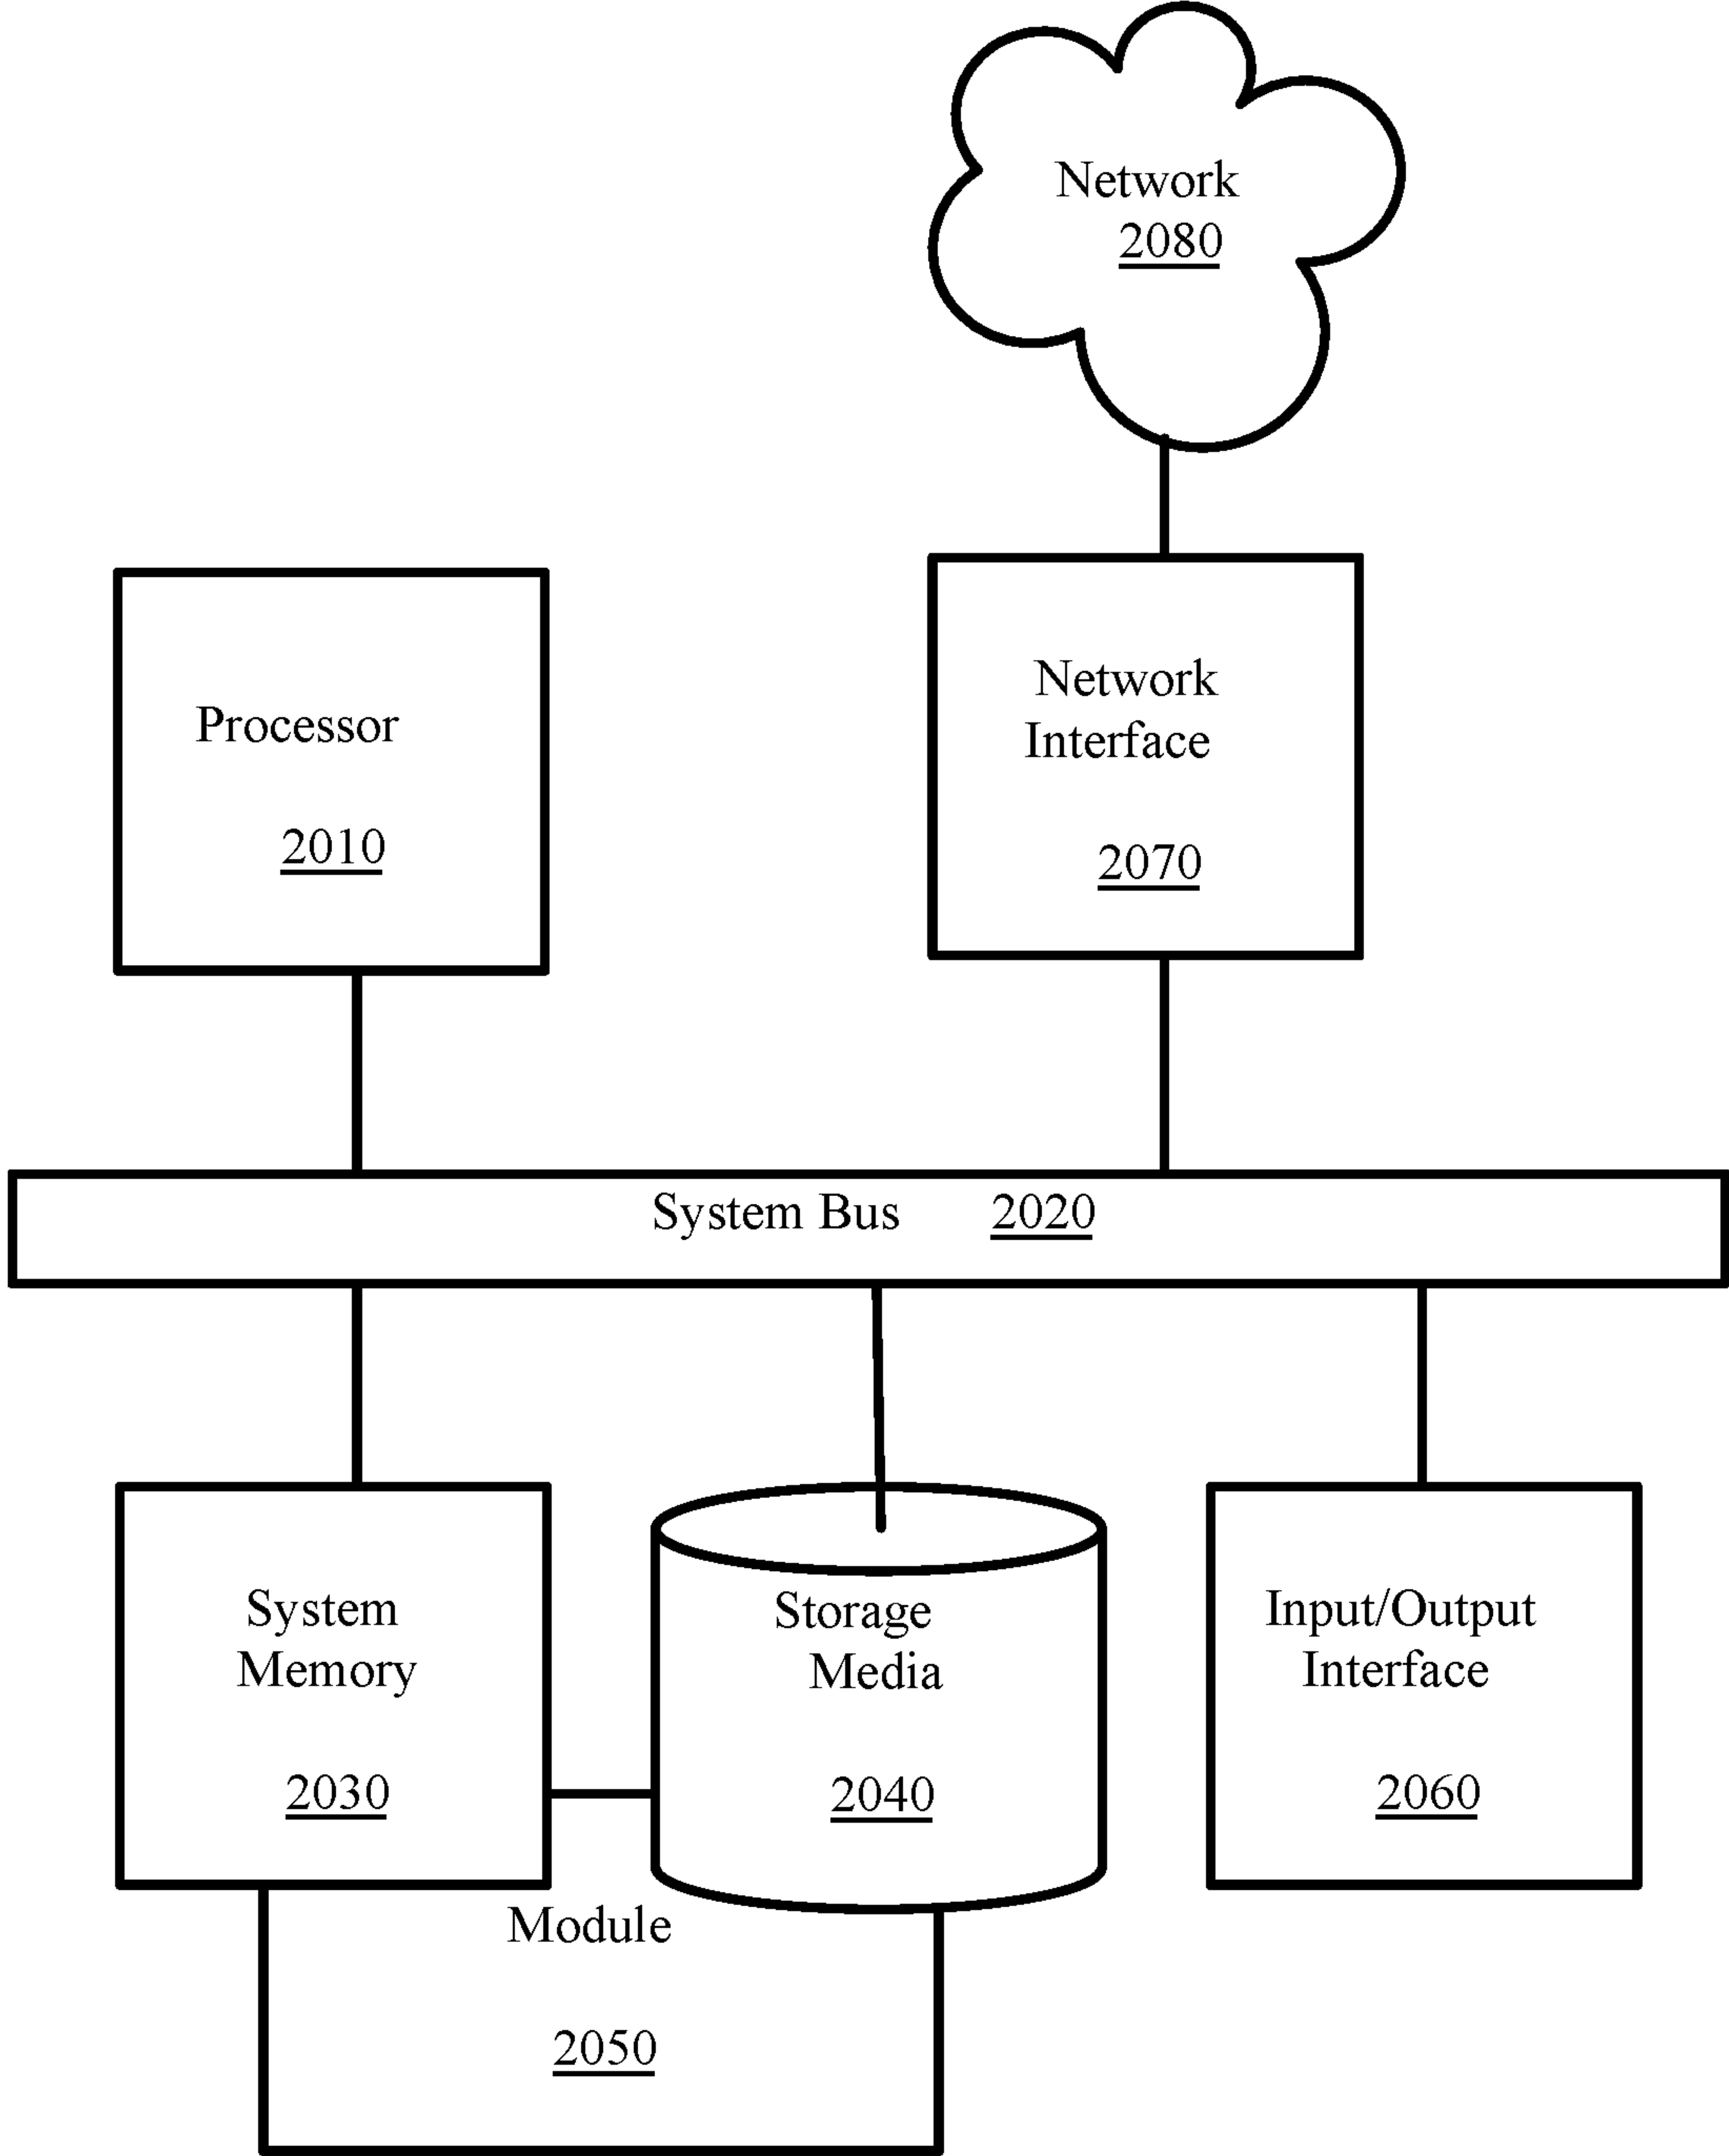 Network
2080
Processor
2010
Network
Interface
2070
System Bus 2020
System
Memory
2030
Storage
Media
2040
Input/Output
Interface
2060
Module
2050